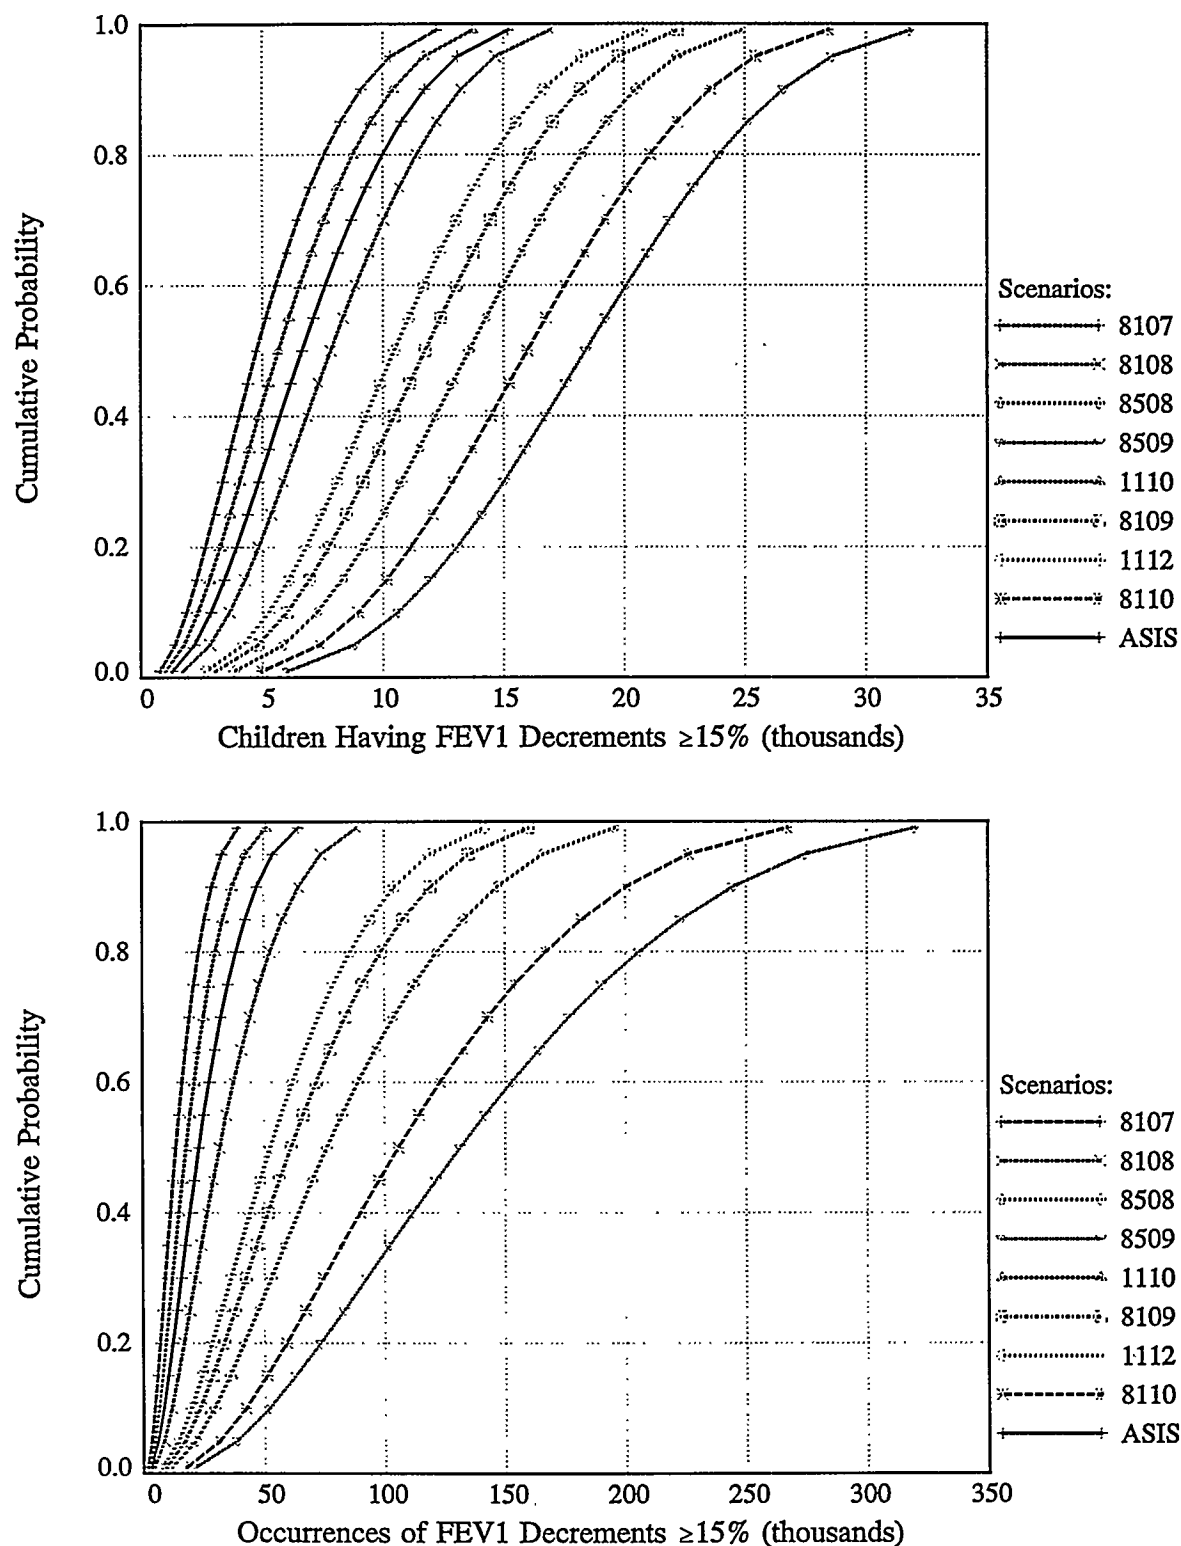 1.0
0.8
0.6
0.4
0.2
0.0
Cumulative Probability
0 5 10 15 20 25 30 35
Children Having FEV1 Decrements ≥15% (thousands)
Scenarios:
8107
8108
8508
8509
1110
8109
1112
8110
ASIS
1.0
0.8
0.6
0.4
0.2
0.0
Cumulative Probability
0 50 100 150 200 250 300 350
Occurrences of FEV1 Decrements ≥15% (thousands)
Scenarios:
8107
8108
8508
8509
1110
8109
1112
8110
ASIS